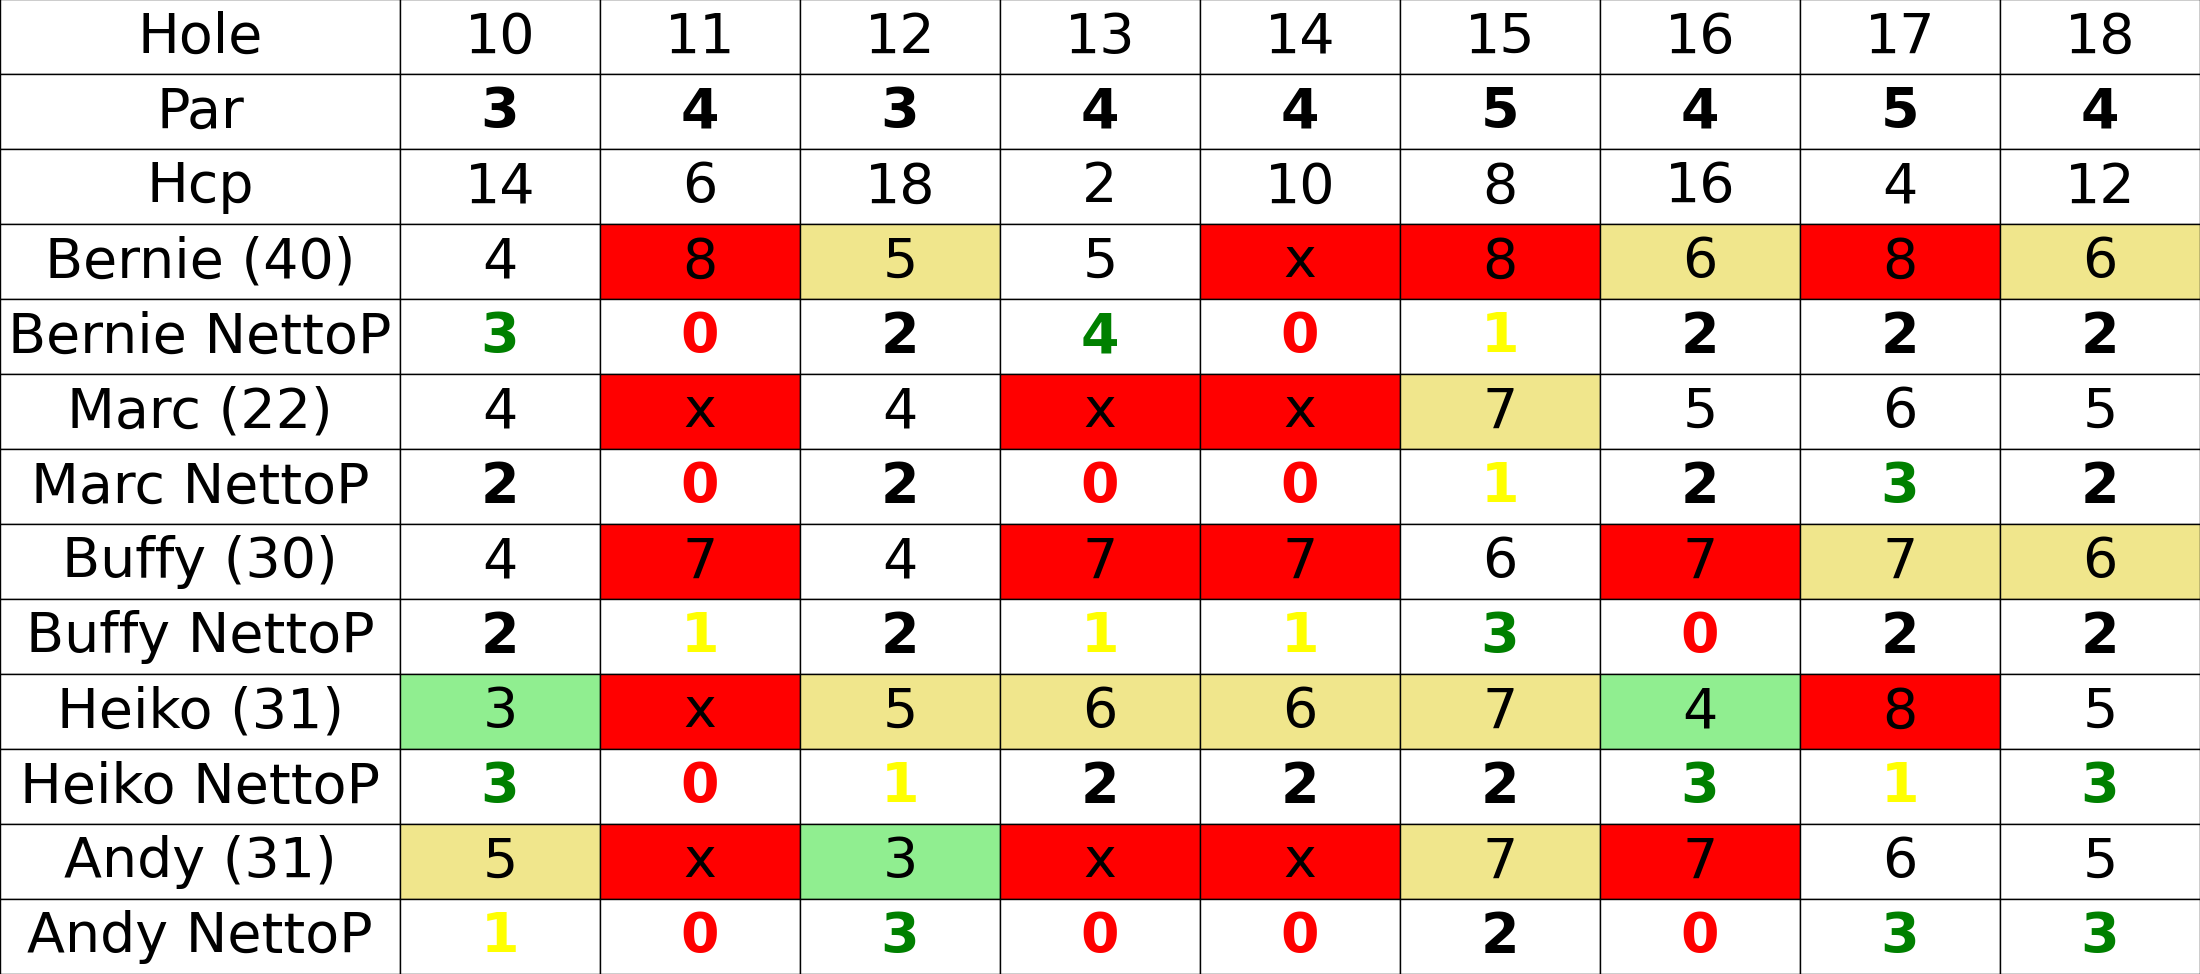 Hole 10 11 12 13 14 15 16 17 18
Par 3 4 3 4 4 5 4 5 4
Hcp 14 6 18 2 10 8 16 4 12
Bernie (40) 4 8 5 5 x 8 6 8 6
Bernie NettoP 3 0 2 4 0 1 2 2 2
Marc (22) 4 x 4 x x 7 5 6 5
Marc NettoP 2 0 2 0 0 1 2 3 2
Buffy (30) 4 7 4 7 7 6 7 7 6
Buffy NettoP 2 1 2 1 1 3 0 2 2
Heiko (31) 3 x 5 6 6 7 4 8 5
Heiko NettoP 3 0 1 2 2 2 3 1 3
Andy (31) 5 x 3 x x 7 7 6 5
Andy NettoP 1 0 3 0 0 2 0 3 3